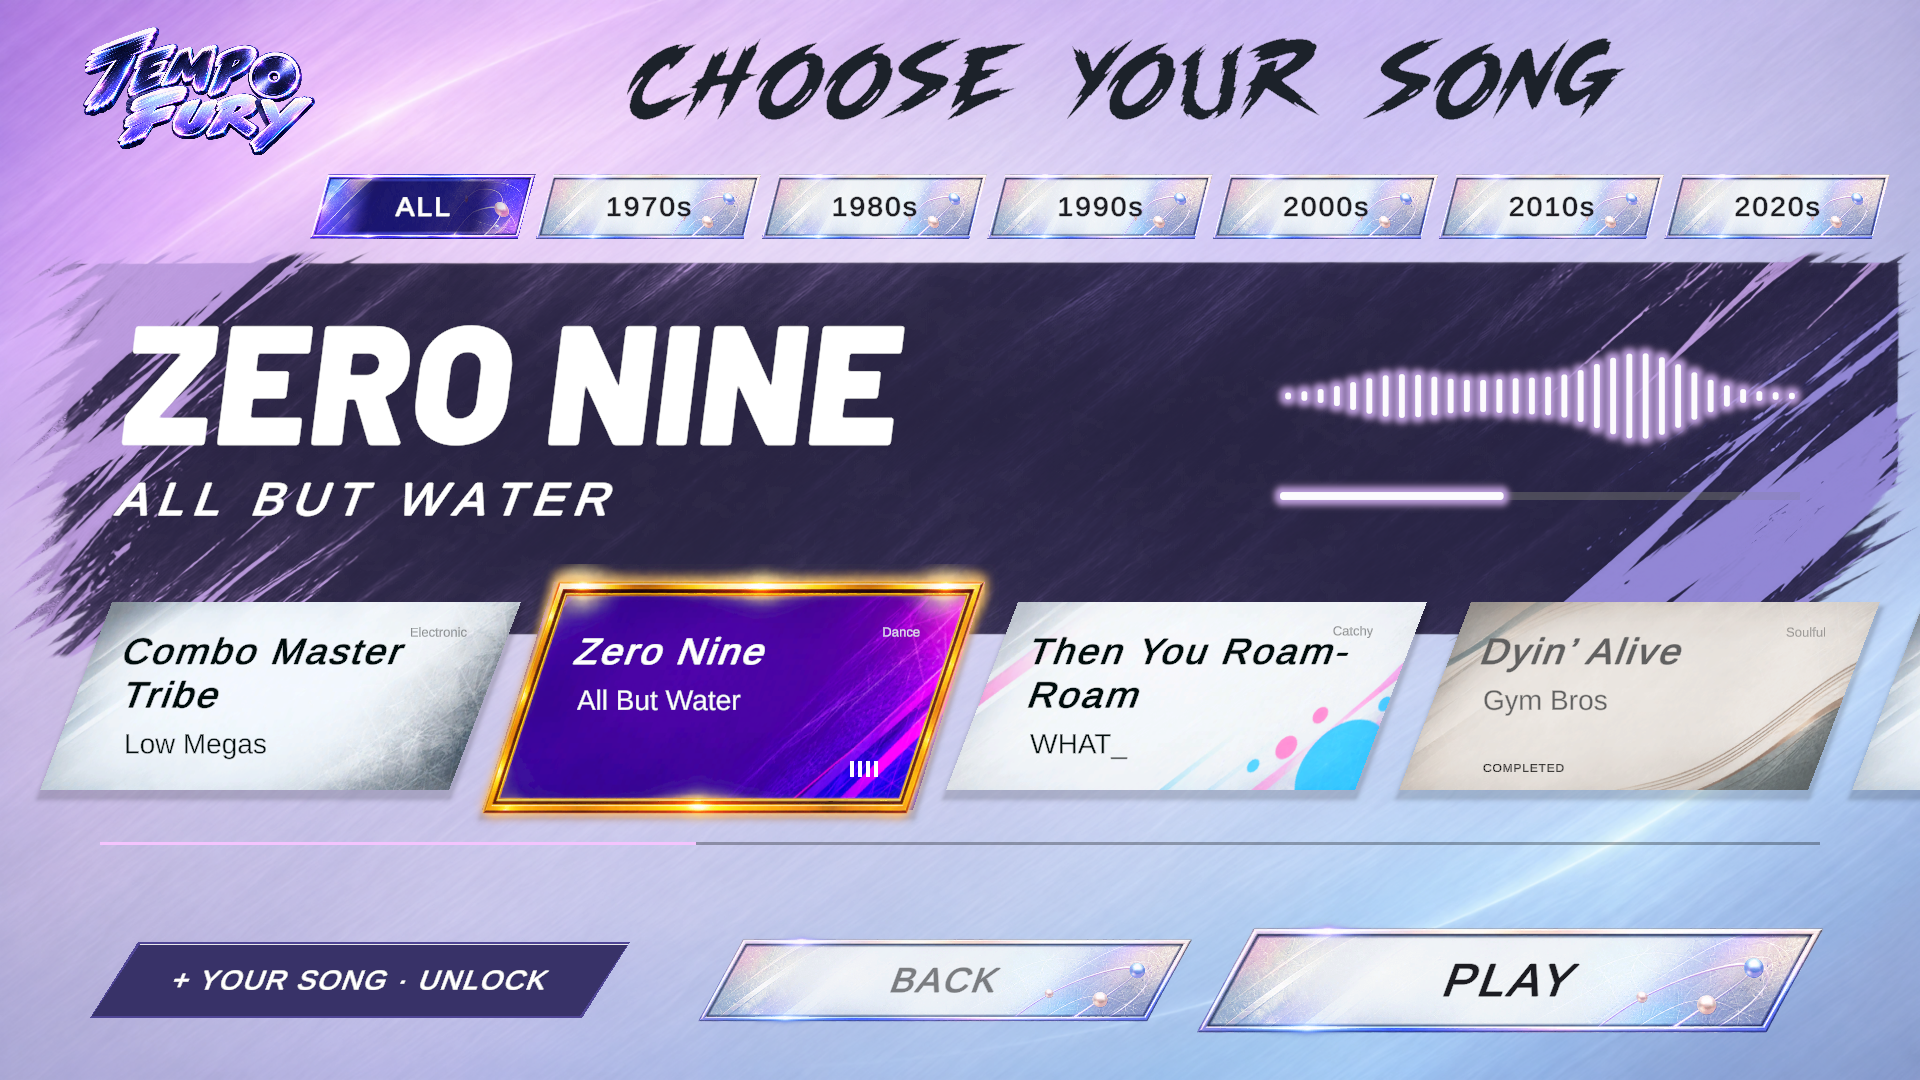 TEMPO
FURY
CHOOSE YOUR SONG
ALL
1970s
1980s
1990s
2000s
2010s
2020s
ZERO NINE
ALL BUT WATER
Combo Master
Tribe
Electronic
Low Megas
Zero Nine
Dance
All But Water
Then You Roam-
Roam
Catchy
WHAT_
Dyin’ Alive
Soulful
Gym Bros
COMPLETED
+ YOUR SONG · UNLOCK
BACK
PLAY